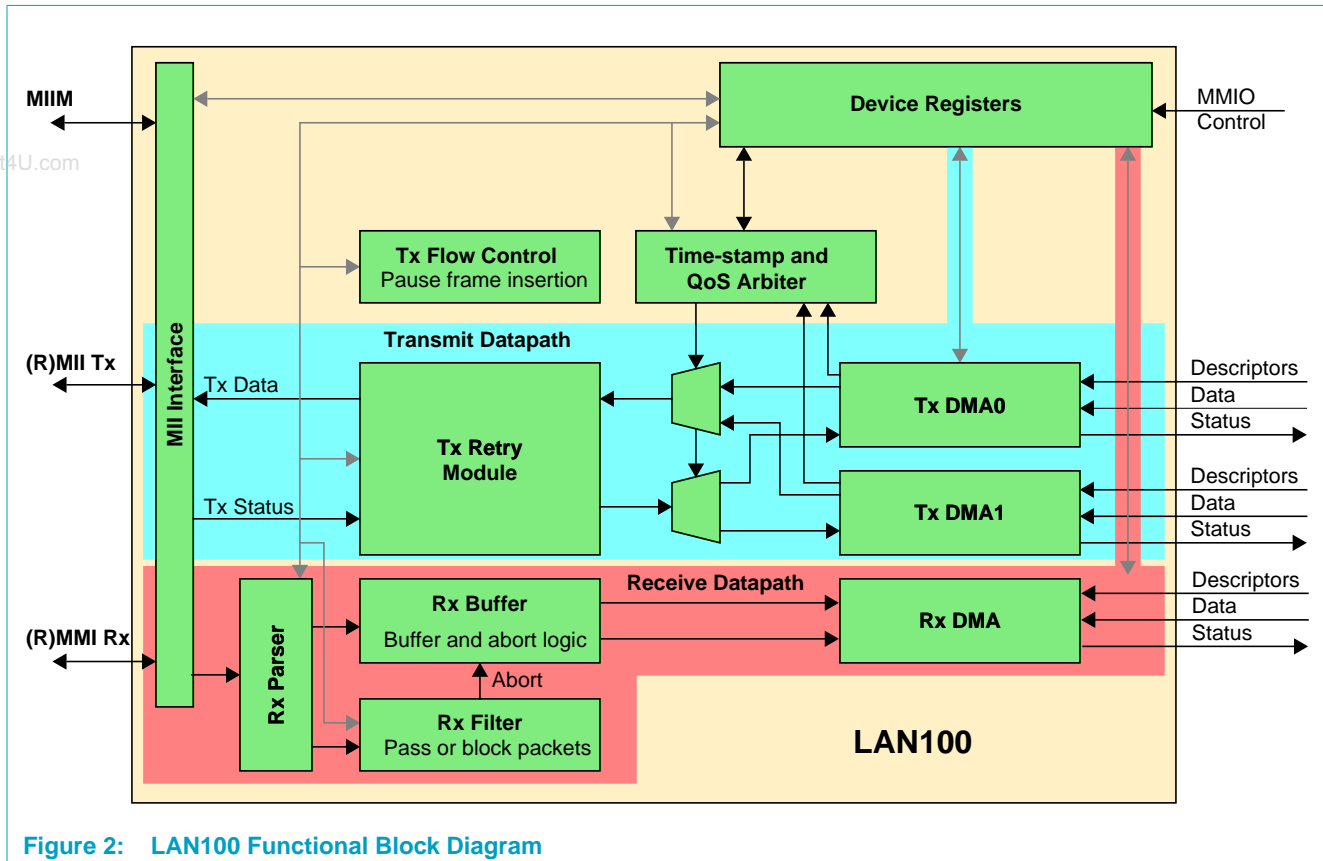 MIIM
t4U.com
MII Interface
Device Registers
MMIO
Control
Tx Flow Control
Pause frame insertion
Time-stamp and
QoS Arbiter
Transmit Datapath
(R)MII Tx
Tx Data
Tx Retry
Module
Tx Status
Tx DMA0
Descriptors
Data
Status
Tx DMA1
Descriptors
Data
Status
Receive Datapath
(R)MMI Rx
Rx Parser
Rx Buffer
Buffer and abort logic
Abort
Rx Filter
Pass or block packets
Rx DMA
Descriptors
Data
Status
LAN100
Figure 2: LAN100 Functional Block Diagram